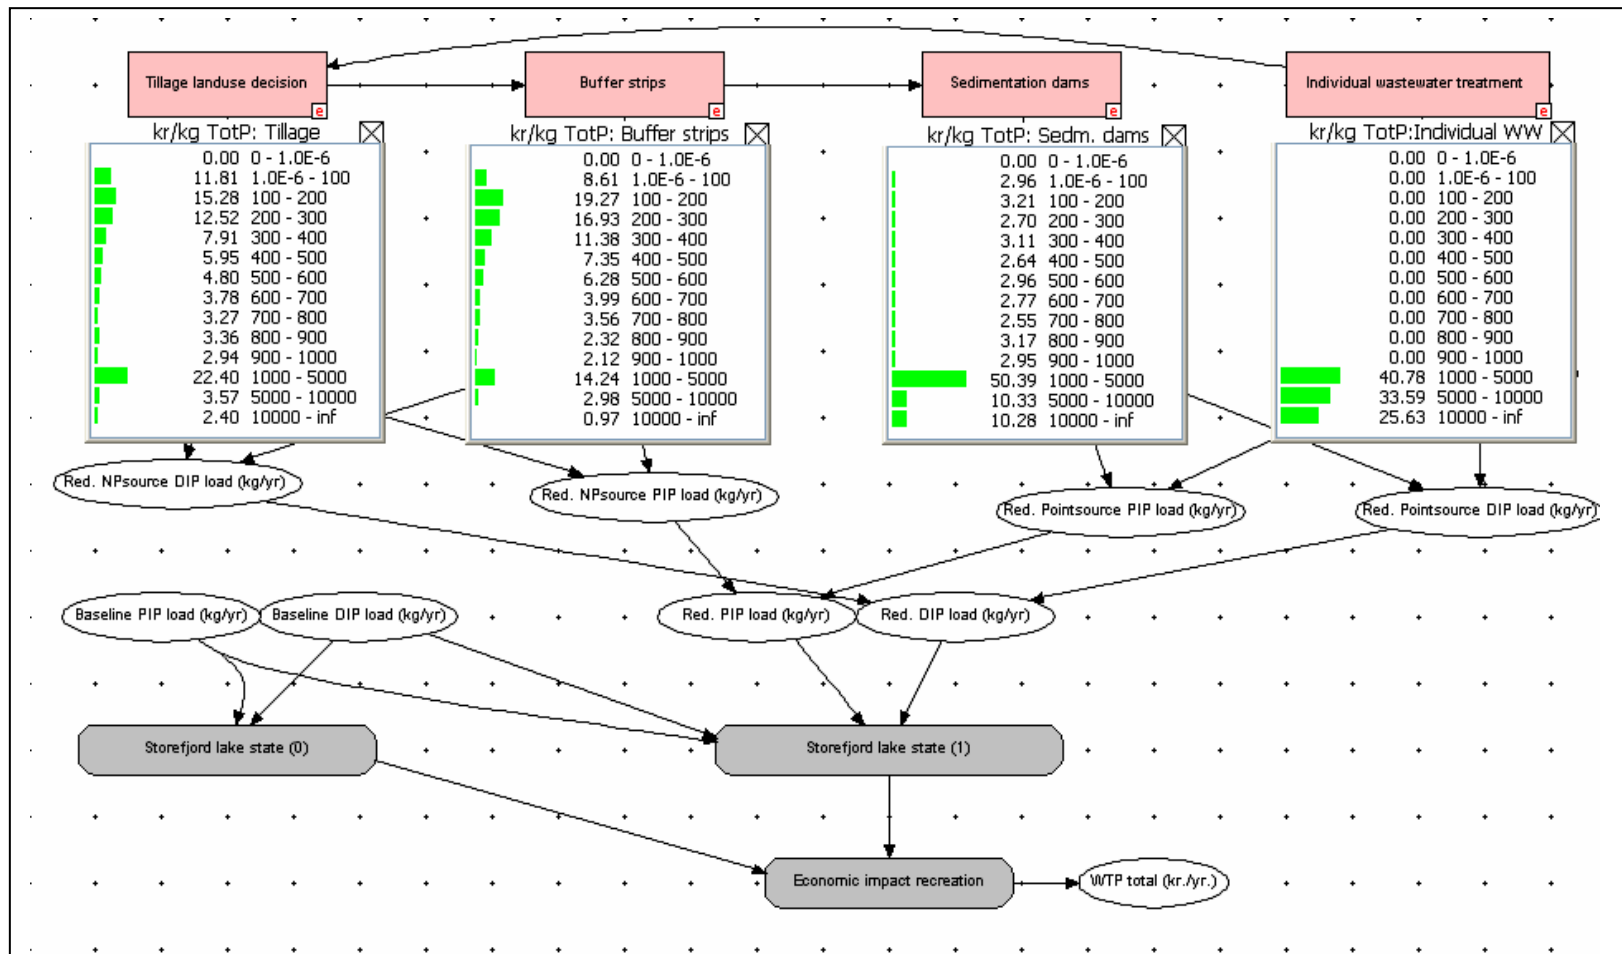 Tillage landuse decision
e
Buffer strips
e
Sedimentation dams
e
Individual wastewater treatment
e
kr/kg TotP: Tillage
0.00 0 - 1.0E-6
11.81 1.0E-6 - 100
15.28 100 - 200
12.52 200 - 300
7.91 300 - 400
5.95 400 - 500
4.80 500 - 600
3.78 600 - 700
3.27 700 - 800
3.36 800 - 900
2.94 900 - 1000
22.40 1000 - 5000
3.57 5000 - 10000
2.40 10000 - inf
kr/kg TotP: Buffer strips
0.00 0 - 1.0E-6
8.61 1.0E-6 - 100
19.27 100 - 200
16.93 200 - 300
11.38 300 - 400
7.35 400 - 500
6.28 500 - 600
3.99 600 - 700
3.56 700 - 800
2.32 800 - 900
2.12 900 - 1000
14.24 1000 - 5000
2.98 5000 - 10000
0.97 10000 - inf
kr/kg TotP: Sedm. dams
0.00 0 - 1.0E-6
2.96 1.0E-6 - 100
3.21 100 - 200
2.70 200 - 300
3.11 300 - 400
2.64 400 - 500
2.96 500 - 600
2.77 600 - 700
2.55 700 - 800
3.17 800 - 900
2.95 900 - 1000
50.39 1000 - 5000
10.33 5000 - 10000
10.28 10000 - inf
kr/kg TotP:Individual WW
0.00 0 - 1.0E-6
0.00 1.0E-6 - 100
0.00 100 - 200
0.00 200 - 300
0.00 300 - 400
0.00 400 - 500
0.00 500 - 600
0.00 600 - 700
0.00 700 - 800
0.00 800 - 900
0.00 900 - 1000
40.78 1000 - 5000
33.59 5000 - 10000
25.63 10000 - inf
Red. NPsource DIP load (kg/yr)
Red. NPsource PIP load (kg/yr)
Red. Pointsource PIP load (kg/yr)
Red. Pointsource DIP load (kg/yr)
Baseline PIP load (kg/yr)
Baseline DIP load (kg/yr)
Red. PIP load (kg/yr)
Red. DIP load (kg/yr)
Storefjord lake state (0)
Storefjord lake state (1)
Economic impact recreation
WTP total (kr./yr.)